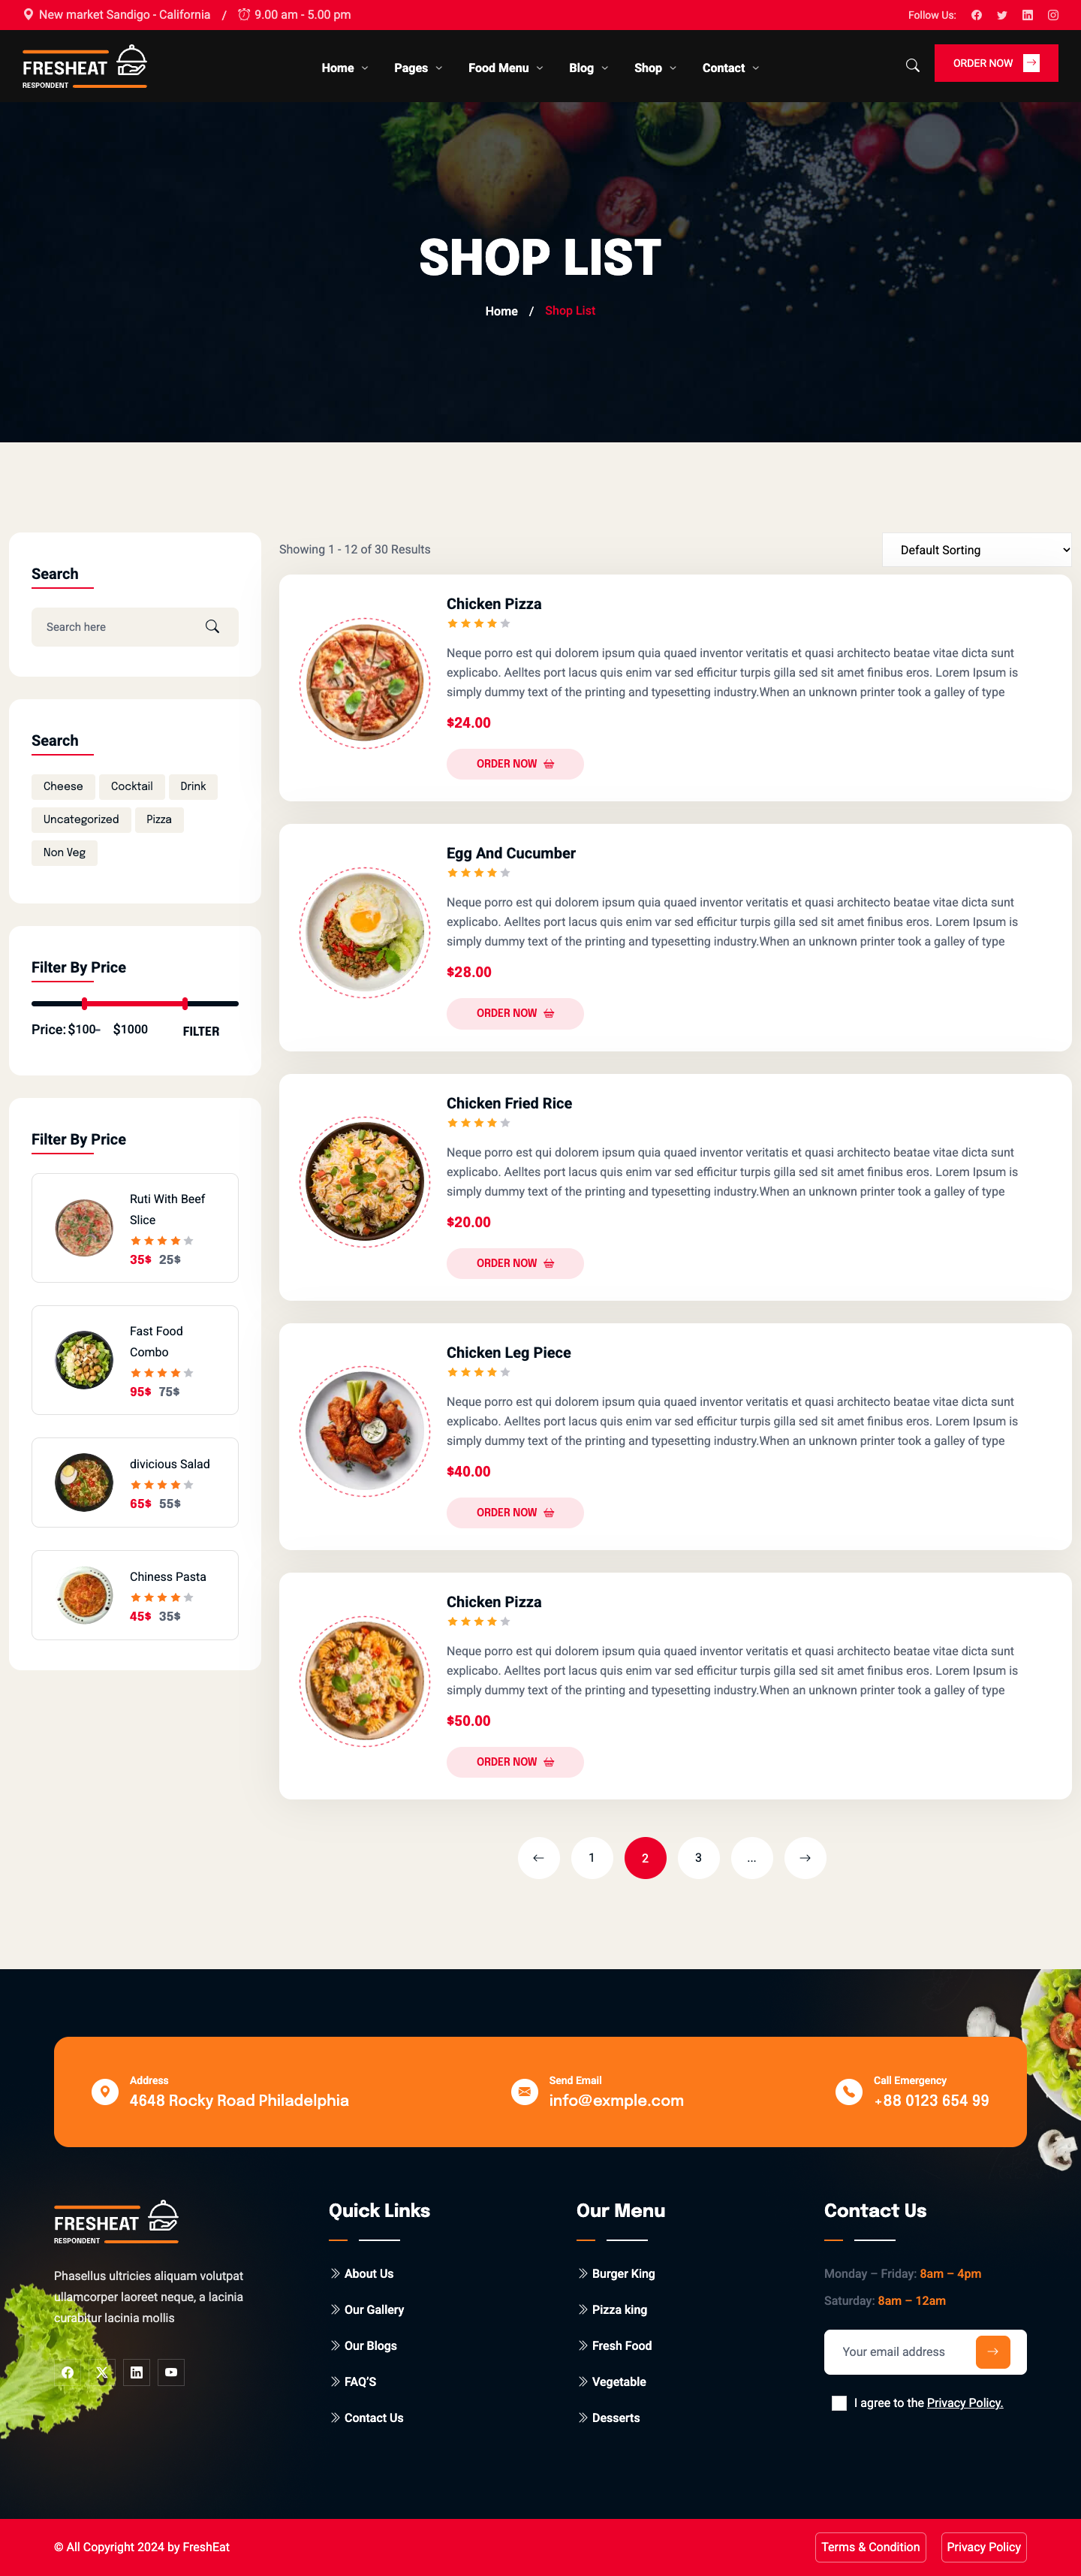 New market Sandigo - California / 9.00 am - 5.00 pm
Follow Us:
FRESHEAT
RESPONDENT
Home Pages Food Menu Blog Shop Contact
ORDER NOW
SHOP LIST
Home / Shop List
Search
Search here
Search
Cheese Cocktail Drink
Uncategorized Pizza
Non Veg
Filter By Price
Price: $100- $1000 FILTER
Filter By Price
Ruti With Beef
Slice
35$ 25$
Fast Food
Combo
95$ 75$
divicious Salad
65$ 55$
Chiness Pasta
45$ 35$
Showing 1 - 12 of 30 Results
Default Sorting
Chicken Pizza
Neque porro est qui dolorem ipsum quia quaed inventor veritatis et quasi architecto beatae vitae dicta sunt
explicabo. Aelltes port lacus quis enim var sed efficitur turpis gilla sed sit amet finibus eros. Lorem Ipsum is
simply dummy text of the printing and typesetting industry.When an unknown printer took a galley of type
$24.00
ORDER NOW
Egg And Cucumber
Neque porro est qui dolorem ipsum quia quaed inventor veritatis et quasi architecto beatae vitae dicta sunt
explicabo. Aelltes port lacus quis enim var sed efficitur turpis gilla sed sit amet finibus eros. Lorem Ipsum is
simply dummy text of the printing and typesetting industry.When an unknown printer took a galley of type
$28.00
ORDER NOW
Chicken Fried Rice
Neque porro est qui dolorem ipsum quia quaed inventor veritatis et quasi architecto beatae vitae dicta sunt
explicabo. Aelltes port lacus quis enim var sed efficitur turpis gilla sed sit amet finibus eros. Lorem Ipsum is
simply dummy text of the printing and typesetting industry.When an unknown printer took a galley of type
$20.00
ORDER NOW
Chicken Leg Piece
Neque porro est qui dolorem ipsum quia quaed inventor veritatis et quasi architecto beatae vitae dicta sunt
explicabo. Aelltes port lacus quis enim var sed efficitur turpis gilla sed sit amet finibus eros. Lorem Ipsum is
simply dummy text of the printing and typesetting industry.When an unknown printer took a galley of type
$40.00
ORDER NOW
Chicken Pizza
Neque porro est qui dolorem ipsum quia quaed inventor veritatis et quasi architecto beatae vitae dicta sunt
explicabo. Aelltes port lacus quis enim var sed efficitur turpis gilla sed sit amet finibus eros. Lorem Ipsum is
simply dummy text of the printing and typesetting industry.When an unknown printer took a galley of type
$50.00
ORDER NOW
1 2 3 ...
Address
4648 Rocky Road Philadelphia
Send Email
info@exmple.com
Call Emergency
+88 0123 654 99
FRESHEAT
RESPONDENT
Phasellus ultricies aliquam volutpat
ullamcorper laoreet neque, a lacinia
curabitur lacinia mollis
Quick Links
About Us
Our Gallery
Our Blogs
FAQ'S
Contact Us
Our Menu
Burger King
Pizza king
Fresh Food
Vegetable
Desserts
Contact Us
Monday – Friday: 8am – 4pm
Saturday: 8am – 12am
Your email address
I agree to the Privacy Policy.
© All Copyright 2024 by FreshEat
Terms & Condition Privacy Policy